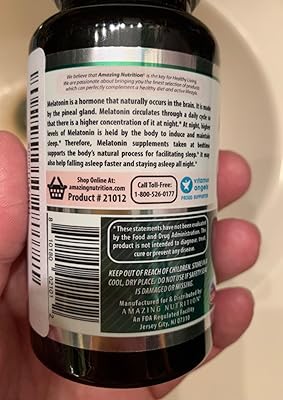 We believe that Amazing Nutrition® is the key for Healthy Living.
We are passionate about bringing you the finest selection of products
which can perfectly complement a healthy diet and active lifestyle.
Melatonin is a hormone that naturally occurs in the brain. It is made
by the pineal gland. Melatonin circulates through a daily cycle so
that there is a higher concentration of it at night.* At night, higher
levels of Melatonin is held by the body to induce and maintain
sleep.* Therefore, Melatonin supplements taken at bedtime
supports the body's natural process for facilitating sleep.* It may
also help falling asleep faster and staying asleep all night.*
Shop Online At:
amazingnutrition.com
Product # 21012
Call Toll-Free:
1-800-526-0177
vitamin
angels
PROUD SUPPORTER
*These statements have not been evaluated
by the Food and Drug Administration. This
product is not intended to diagnose, treat,
cure or prevent any disease.
KEEP OUT OF REACH OF CHILDREN. STORE IN A
COOL, DRY PLACE. DO NOT USE IF SAFETY SEAL
IS DAMAGED OR MISSING.
Manufactured for & Distributed by
AMAZING NUTRITION®
An FDA Regulated Facility
Jersey City, NJ 07310